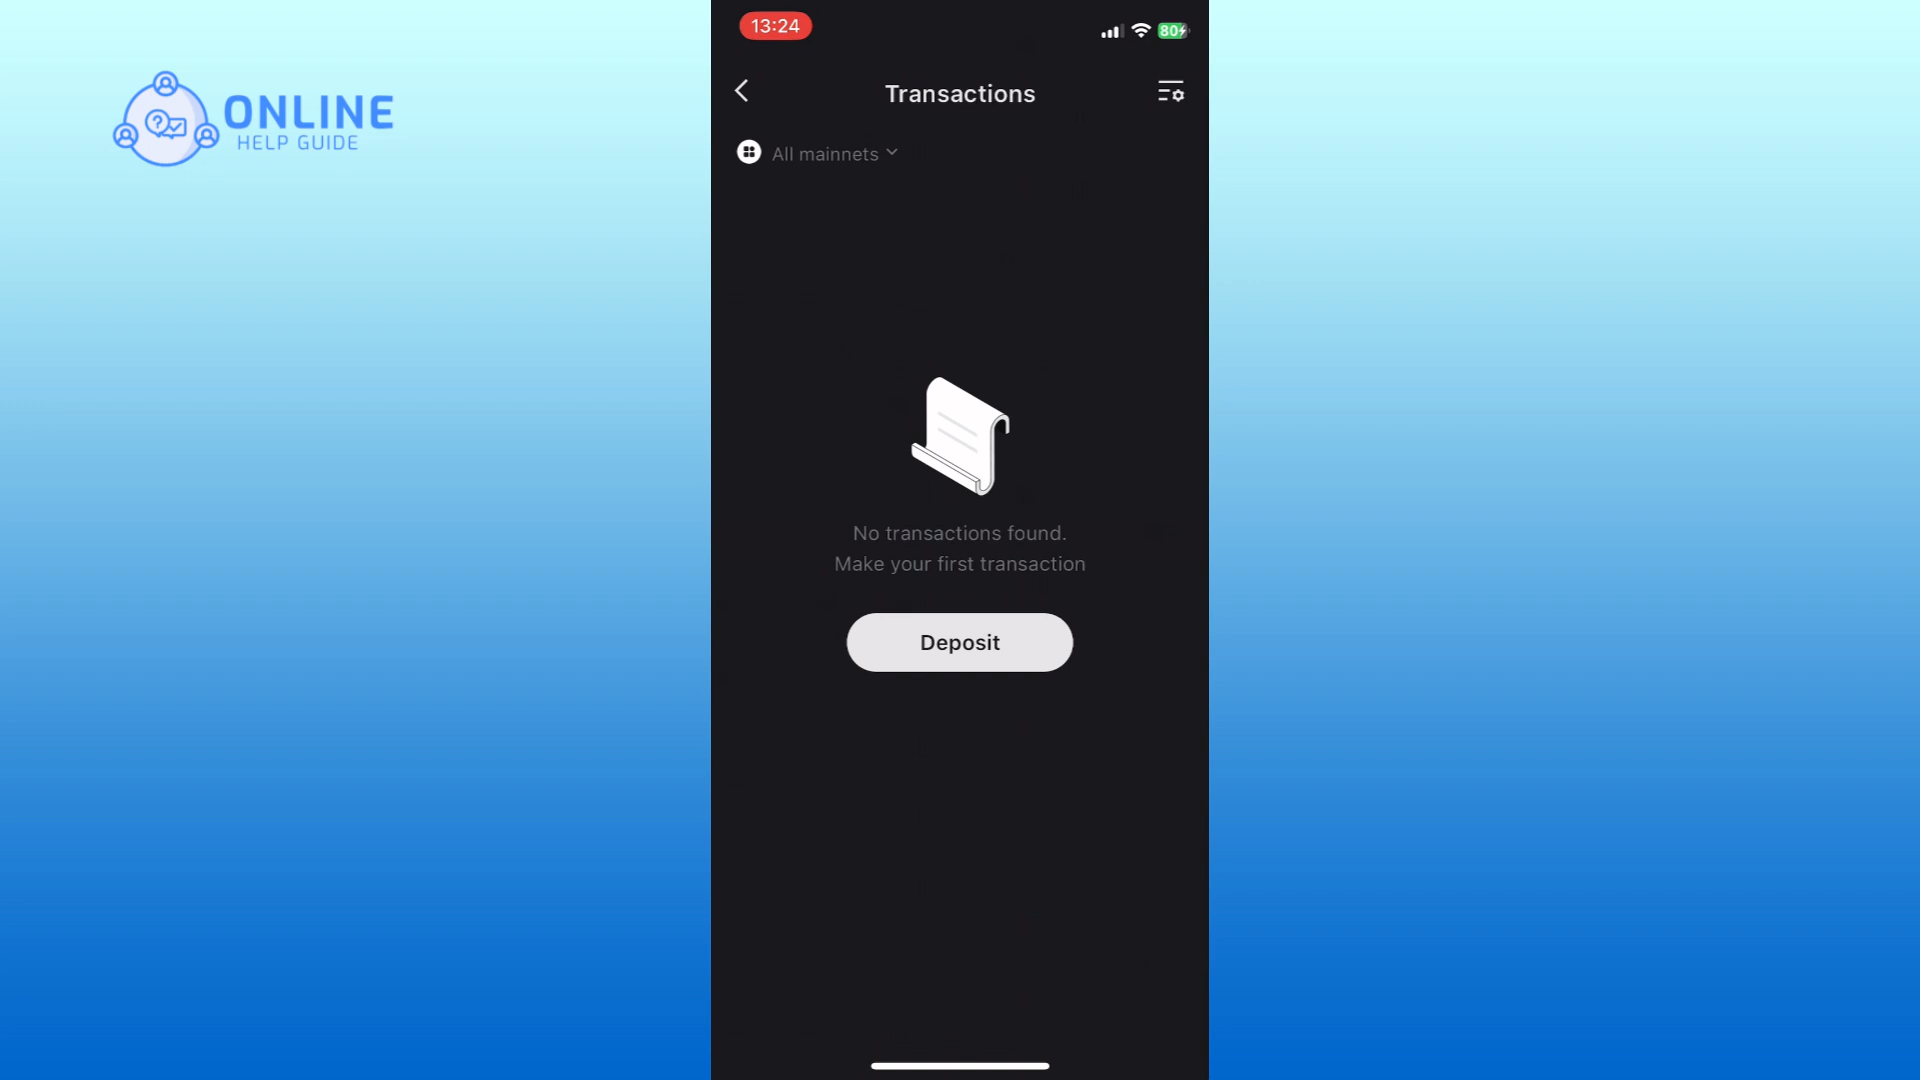 13:24
80
Transactions
ONLINE
HELP GUIDE
All mainnets
No transactions found.
Make your first transaction
Deposit